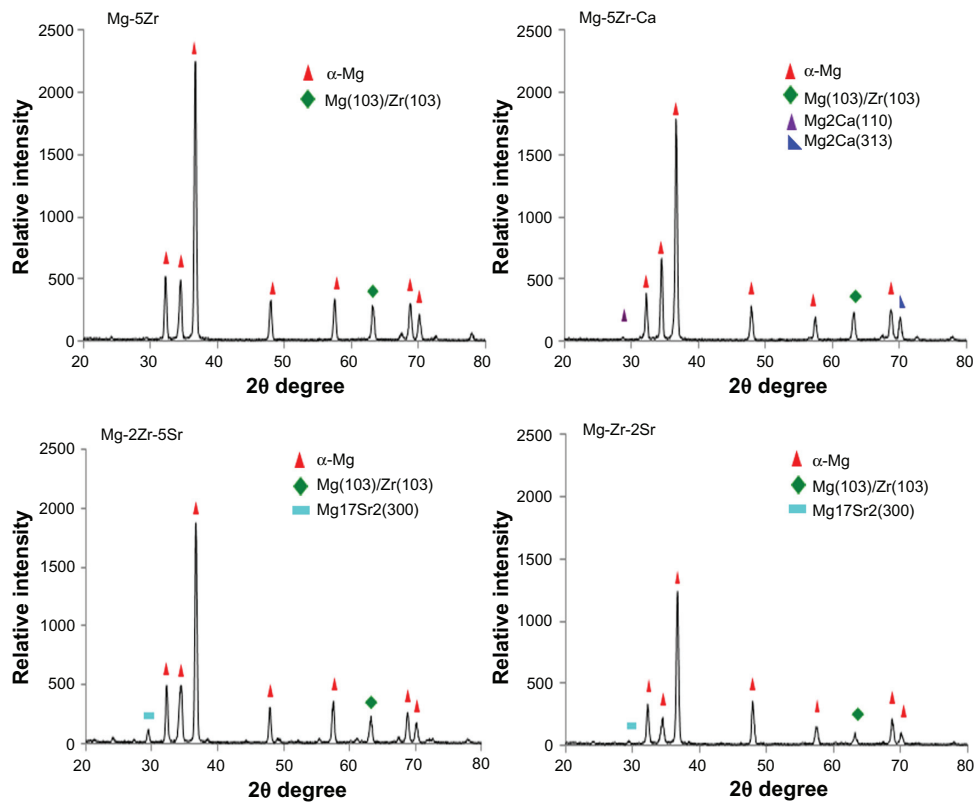 Mg-5Zr
2500
2000
1500
1000
500
0
Relative intensity
α-Mg
Mg(103)/Zr(103)
20 30 40 50 60 70 80
2θ degree
Mg-5Zr-Ca
2500
2000
1500
1000
500
0
Relative intensity
α-Mg
Mg(103)/Zr(103)
Mg2Ca(110)
Mg2Ca(313)
20 30 40 50 60 70 80
2θ degree
Mg-2Zr-5Sr
2500
2000
1500
1000
500
0
Relative intensity
α-Mg
Mg(103)/Zr(103)
Mg17Sr2(300)
20 30 40 50 60 70 80
2θ degree
Mg-Zr-2Sr
2500
2000
1500
1000
500
0
Relative intensity
α-Mg
Mg(103)/Zr(103)
Mg17Sr2(300)
20 30 40 50 60 70 80
2θ degree